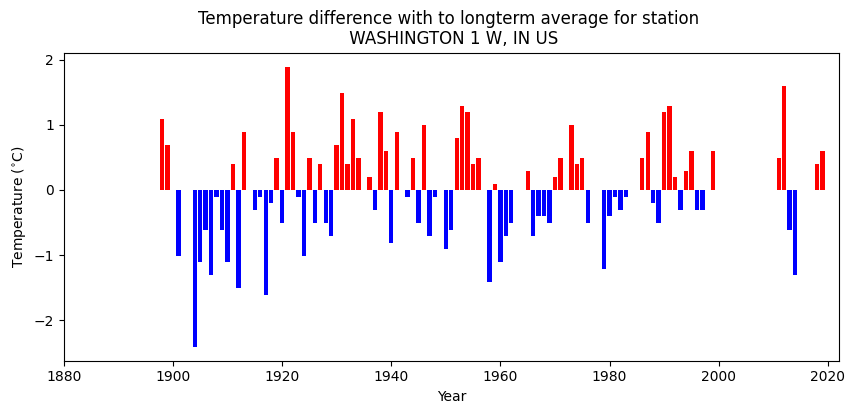 Temperature difference with to longterm average for station
WASHINGTON 1 W, IN US
2
1
0
−1
−2
Temperature (°C)
1880 1900 1920 1940 1960 1980 2000 2020
Year